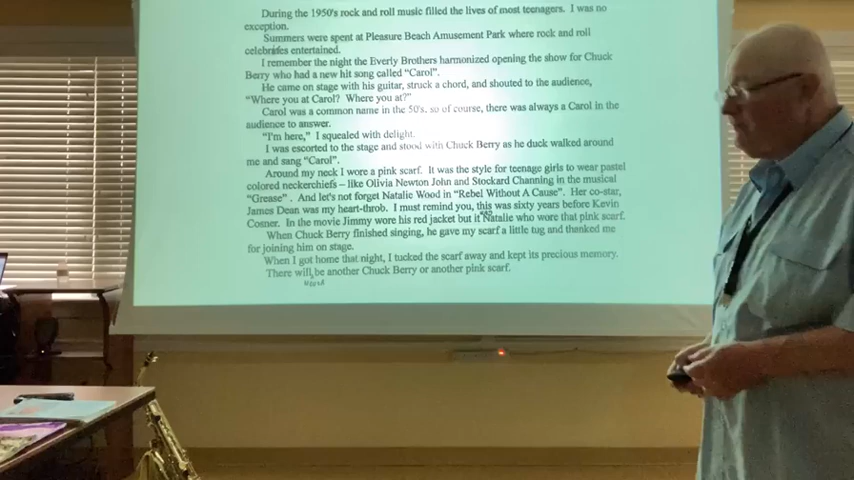 During the 1950's rock and roll music filled the lives of most teenagers. I was no
exception.
Summers were spent at Pleasure Beach Amusement Park where rock and roll
celebrities entertained.
I remember the night the Everly Brothers harmonized opening the show for Chuck
Berry who had a new hit song called "Carol".
He came on stage with his guitar, struck a chord, and shouted to the audience,
"Where you at Carol? Where you at?"
Carol was a common name in the 50's, so of course, there was always a Carol in the
audience to answer.
"I'm here," I squealed with delight.
I was escorted to the stage and stood with Chuck Berry as he duck walked around
me and sang "Carol".
Around my neck I wore a pink scarf. It was the style for teenage girls to wear pastel
colored neckerchiefs – like Olivia Newton John and Stockard Channing in the musical
"Grease". And let's not forget Natalie Wood in "Rebel Without A Cause". Her co-star,
James Dean was my heart-throb. I must remind you, this was sixty years before Kevin
Cosner. In the movie Jimmy wore his red jacket but it was Natalie who wore that pink scarf.
When Chuck Berry finished singing, he gave my scarf a little tug and thanked me
for joining him on stage.
When I got home that night, I tucked the scarf away and kept its precious memory.
There will never be another Chuck Berry or another pink scarf.